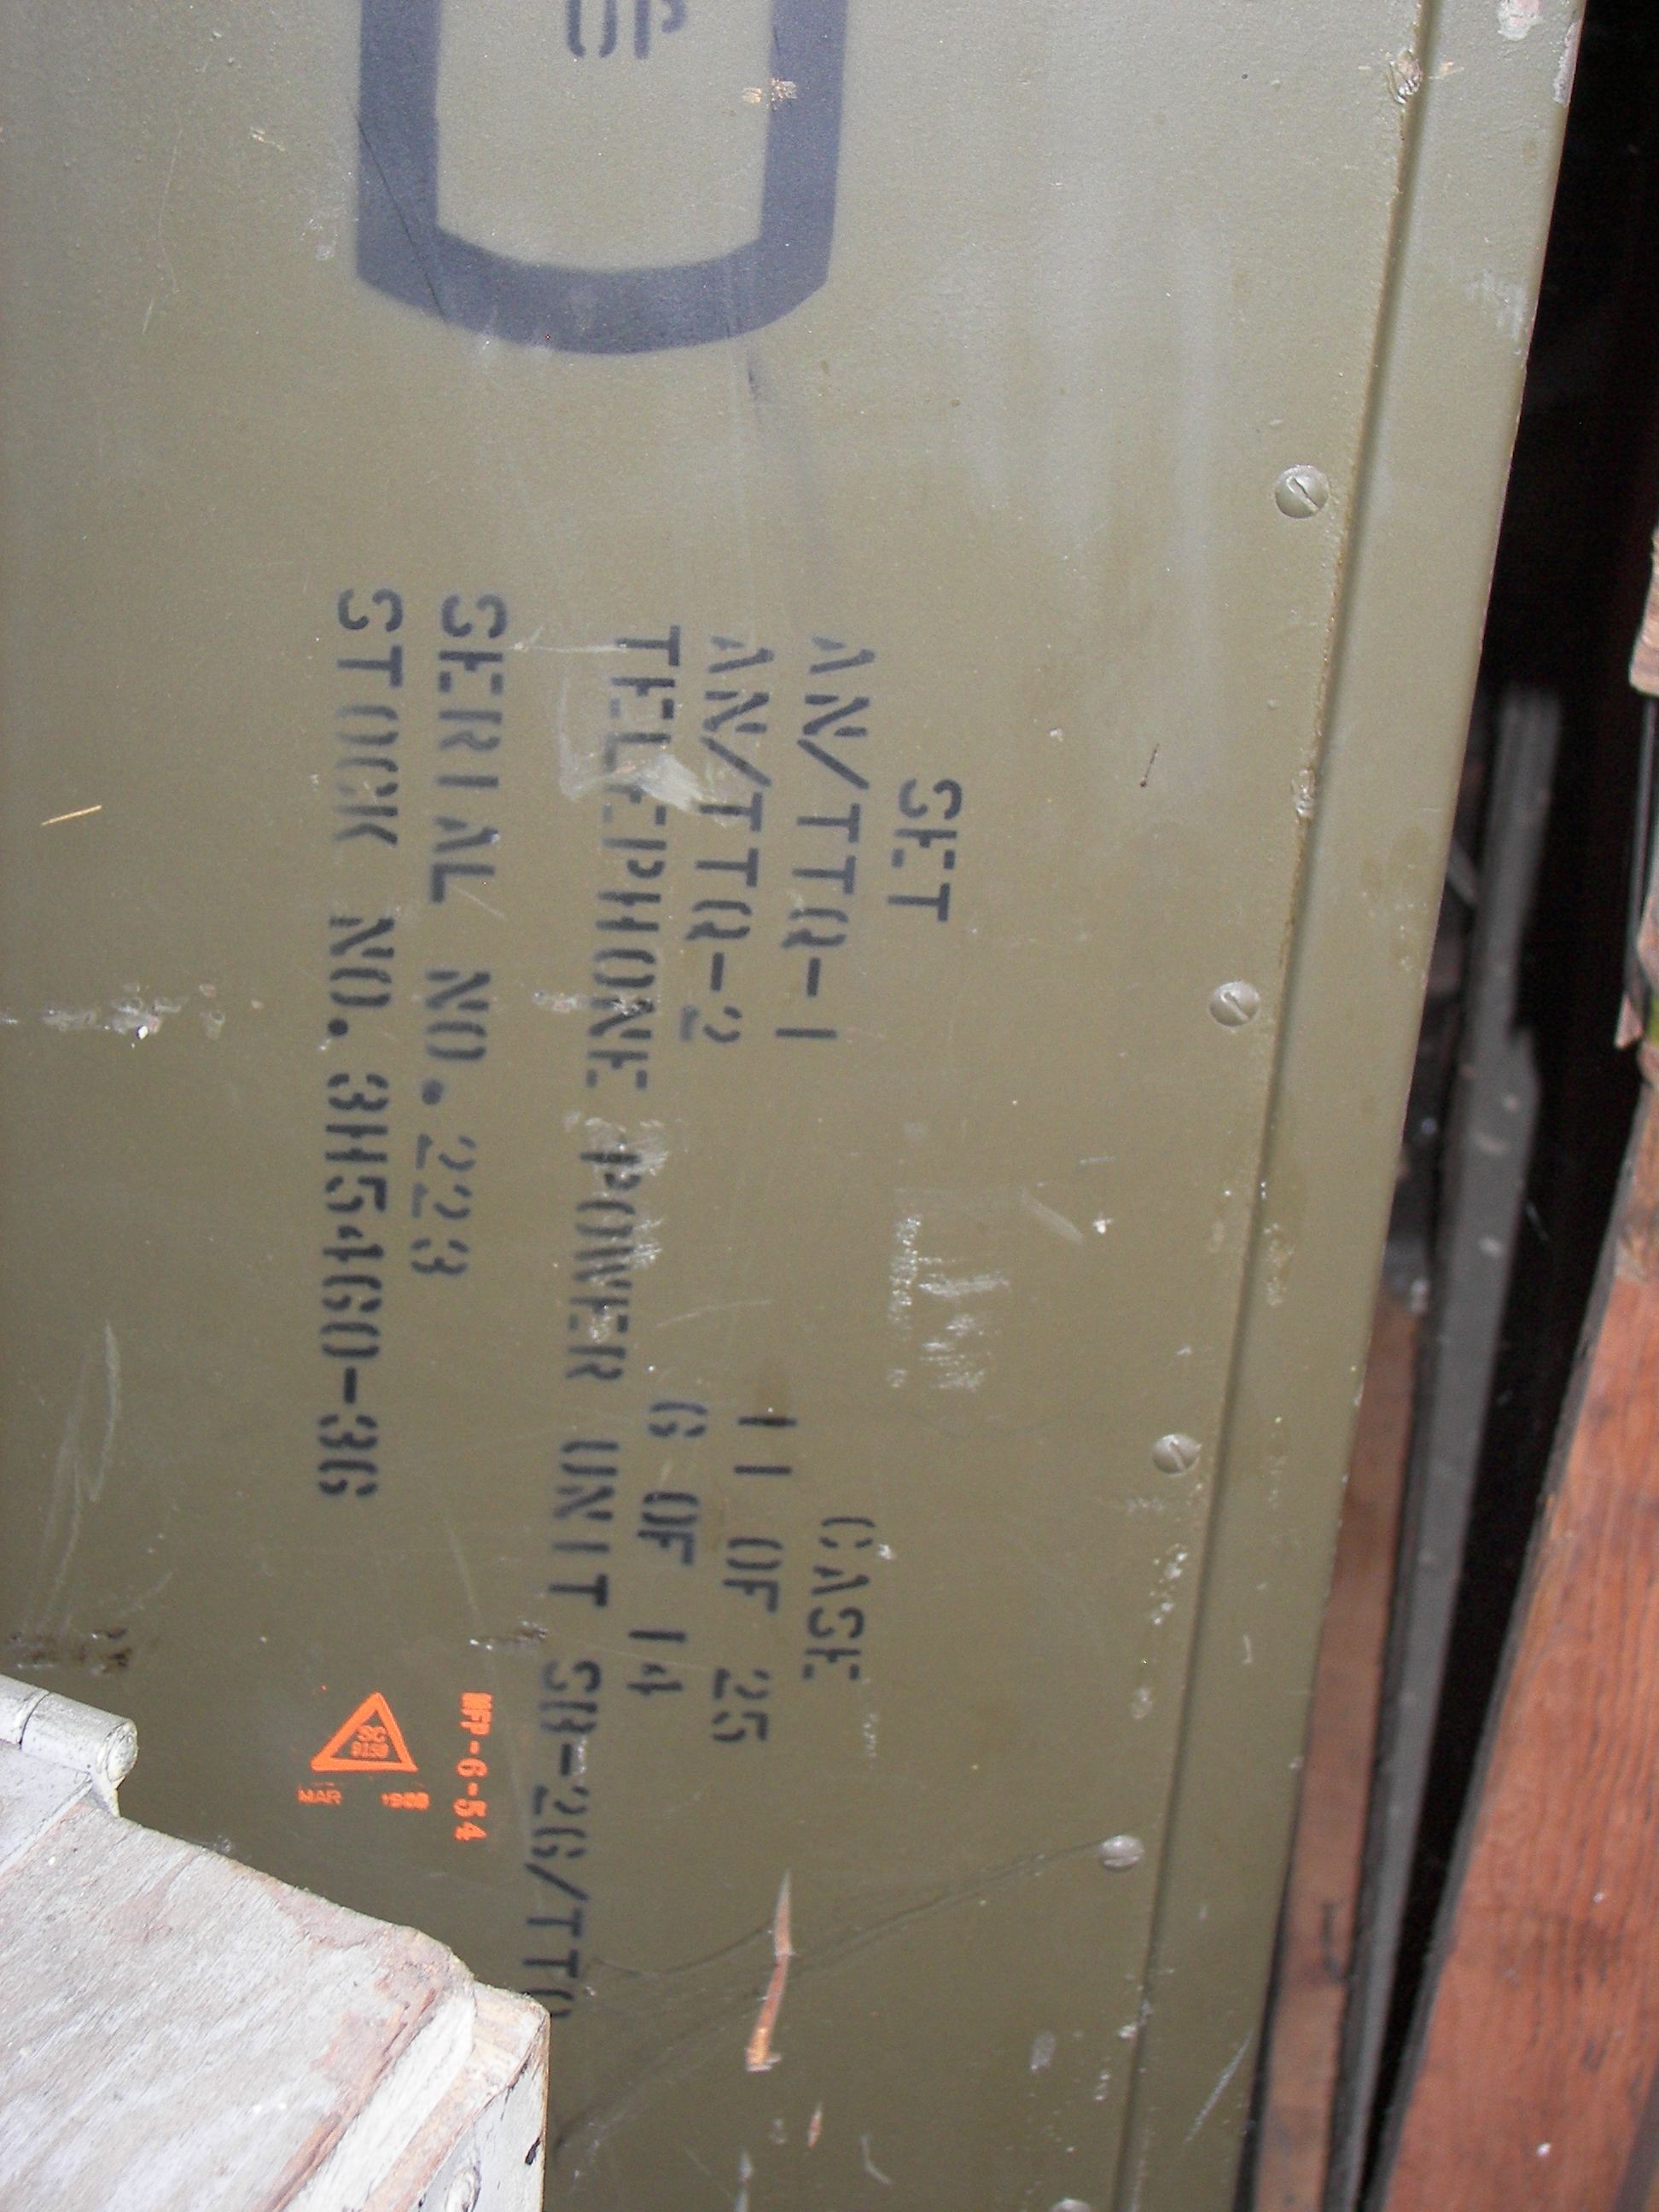 SET CASE
AN/TTQ-1 11 OF 25
AN/TTQ-2 6 OF 14
TELEPHONE POWER UNIT SB-26/TTQ
SERIAL NO. 223
STOCK NO. 3H5460-36
MFP-6-54
SC
MAR